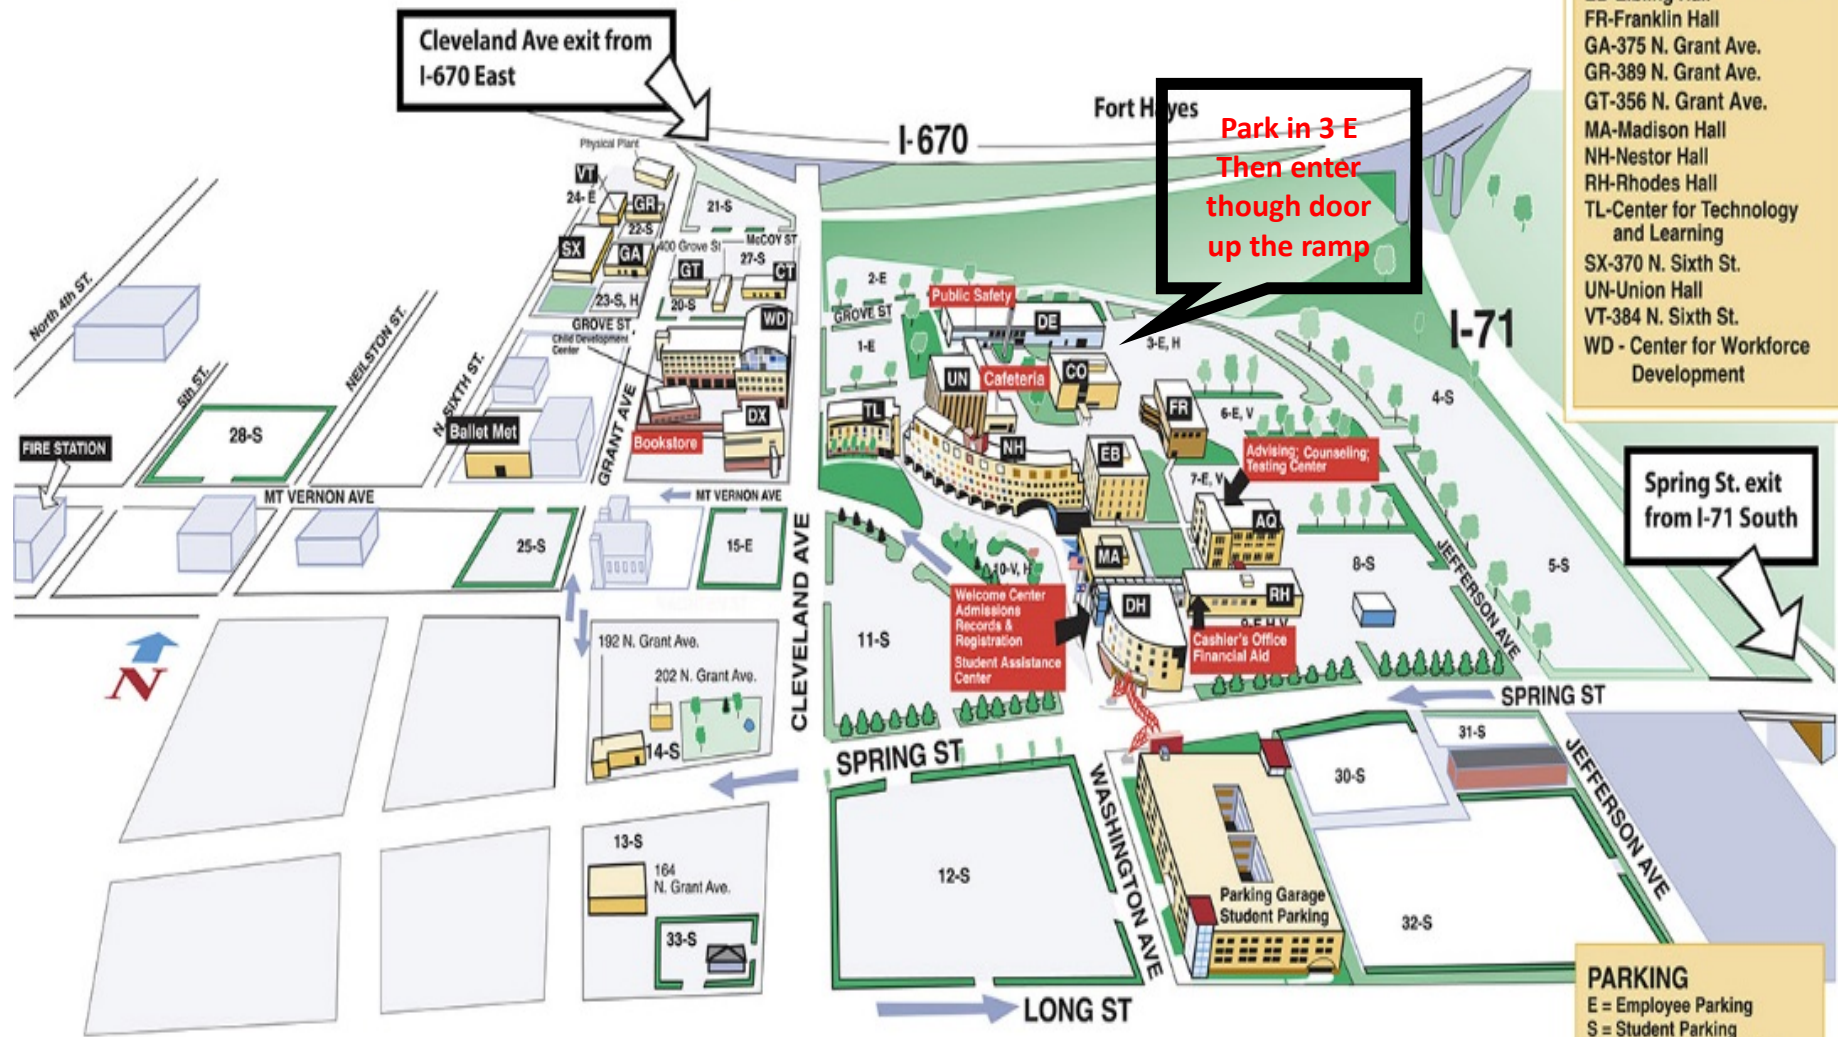 Cleveland Ave exit from
I-670 East
Fort Hayes
I-670
Park in 3 E
Then enter
though door
up the ramp
FR-Franklin Hall
GA-375 N. Grant Ave.
GR-389 N. Grant Ave.
GT-356 N. Grant Ave.
MA-Madison Hall
NH-Nestor Hall
RH-Rhodes Hall
TL-Center for Technology
and Learning
SX-370 N. Sixth St.
UN-Union Hall
VT-384 N. Sixth St.
WD - Center for Workforce
Development
Physical Plant
VT
24- E
GR
22-S
21-S
SX
GA
400 Grove St
McCOY ST
27-S
GT
CT
23-S, H
20-S
GROVE ST
Child Development
Center
WD
North 4th ST.
5th ST.
NEILSTON ST.
N. SIXTH ST.
GRANT AVE
2-E
GROVE ST
1-E
Public Safety
DE
3-E, H
I-71
4-S
UN
Cafeteria
CO
TL
FR
6-E, V
DX
Bookstore
Ballet Met
28-S
FIRE STATION
NH
EB
Advising; Counseling;
Testing Center
7-E, V
MT VERNON AVE
MT VERNON AVE
Spring St. exit
from I-71 South
25-S
15-E
CLEVELAND AVE
AQ
MA
10-V, H
8-S
JEFFERSON AVE
5-S
N
Welcome Center
Admissions
Records &
Registration
Student Assistance
Center
DH
RH
9-E H V
Cashier's Office
Financial Aid
11-S
192 N. Grant Ave.
202 N. Grant Ave.
14-S
SPRING ST
SPRING ST
31-S
30-S
WASHINGTON AVE
JEFFERSON AVE
13-S
164
N. Grant Ave.
12-S
Parking Garage
Student Parking
32-S
33-S
LONG ST
PARKING
E = Employee Parking
S = Student Parking